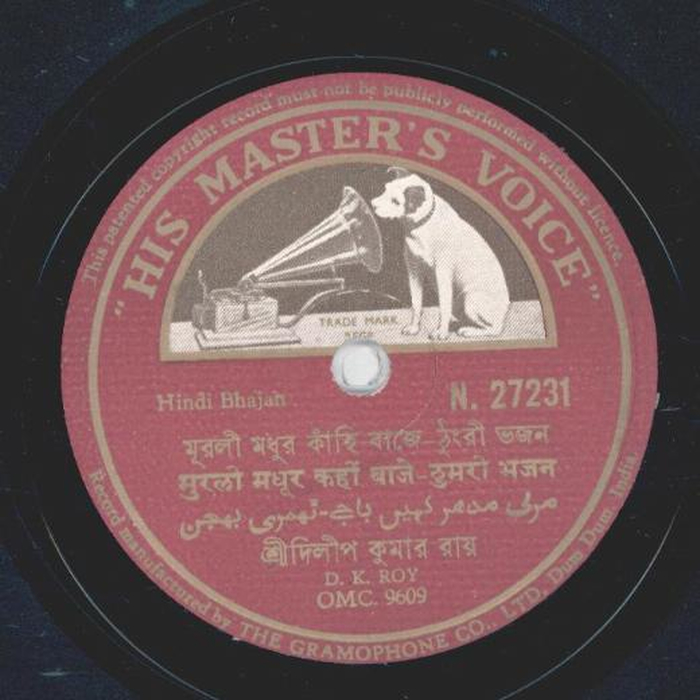 This patented copyright record must not be publicly performed without licence.
"HIS MASTER'S VOICE"
TRADE MARK
REGD
Hindi Bhajan
N. 27231
মূরলী মধুর কাঁহি বাজে-ঠুংরী ভজন
मुरली मधूर कहाँ बाजे-ठुमरी भजन
مرلی مدھر کہیں باجے-ٹھمری بھجن
শ্রীদিলীপ কুমার রায়
D. K. ROY
OMC. 9609
Record manufactured by THE GRAMOPHONE CO., LTD, Dum Dum, India.